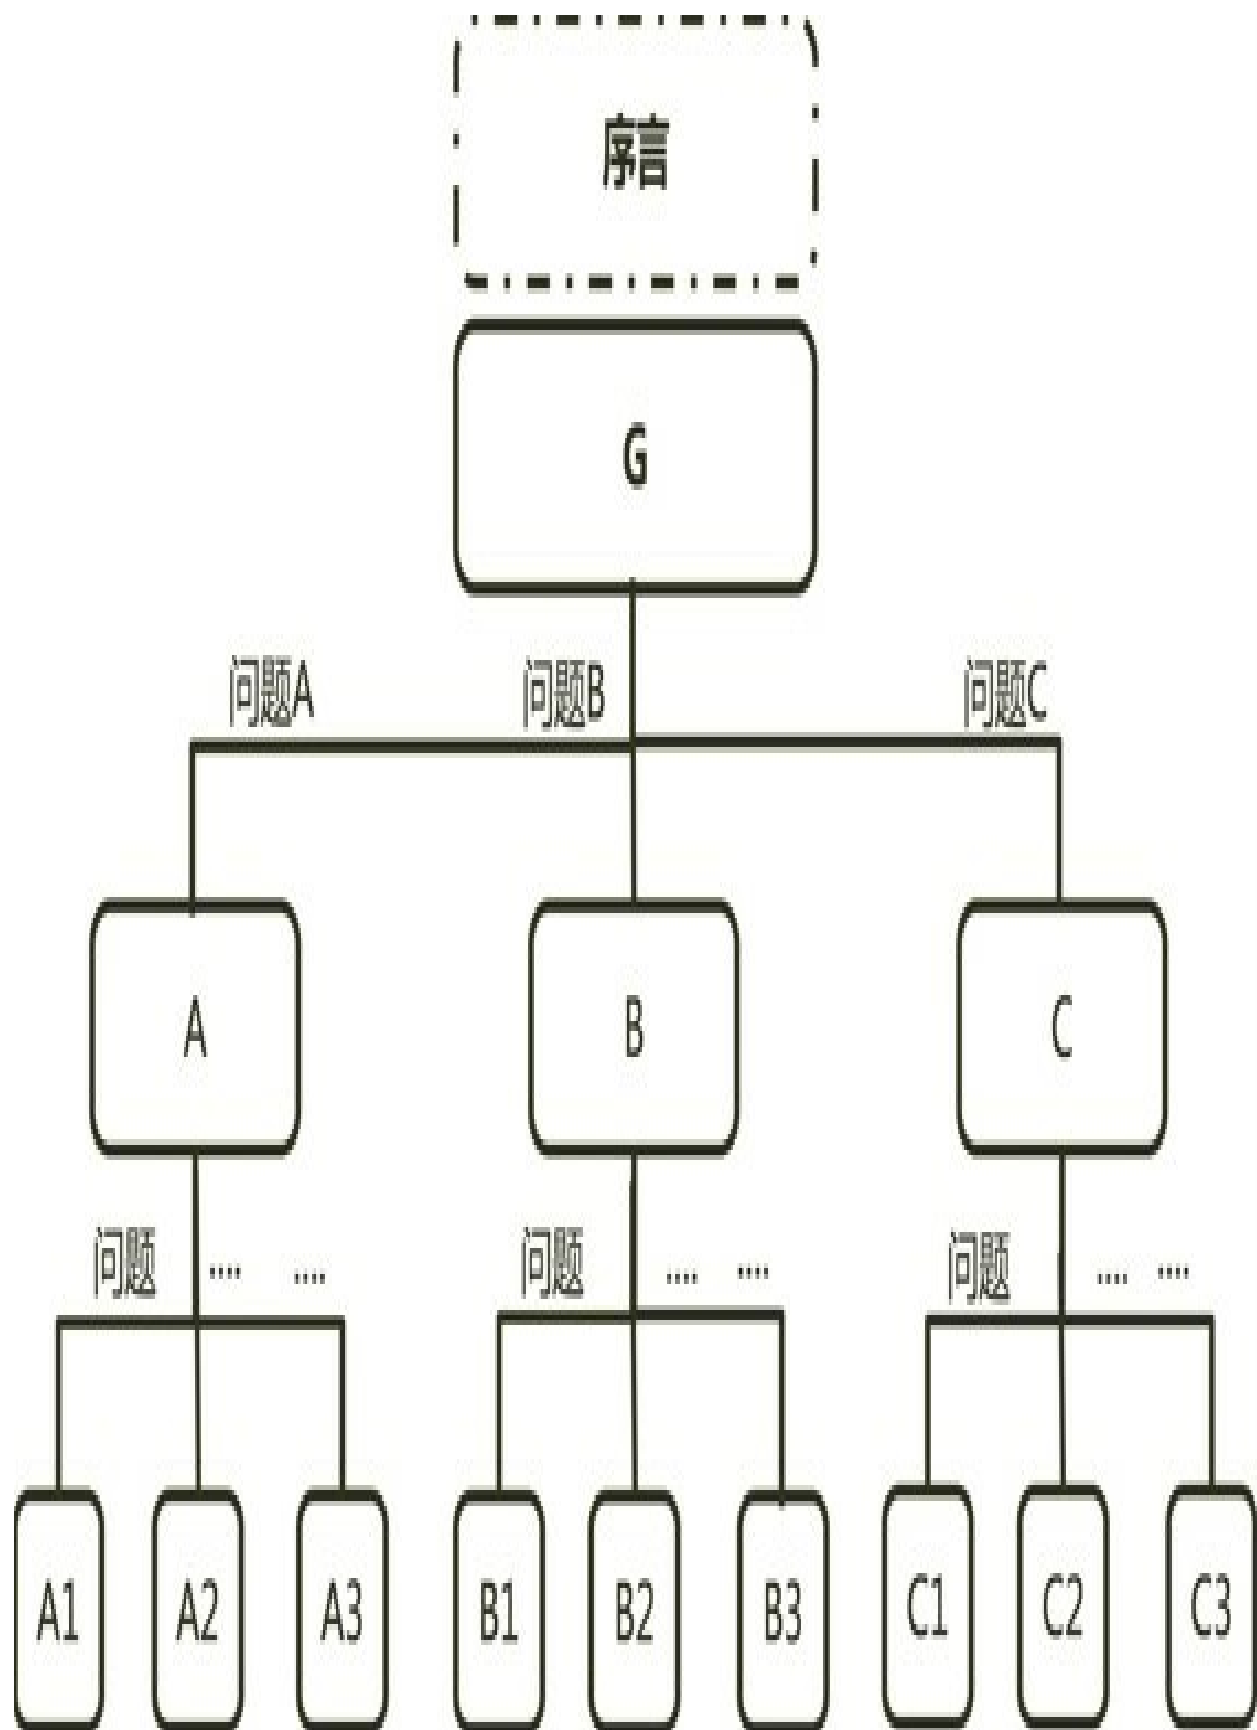 序言
G
问题A 问题B 问题C
A B C
问题 .... .... 问题 .... .... 问题 .... ....
A1 A2 A3 B1 B2 B3 C1 C2 C3